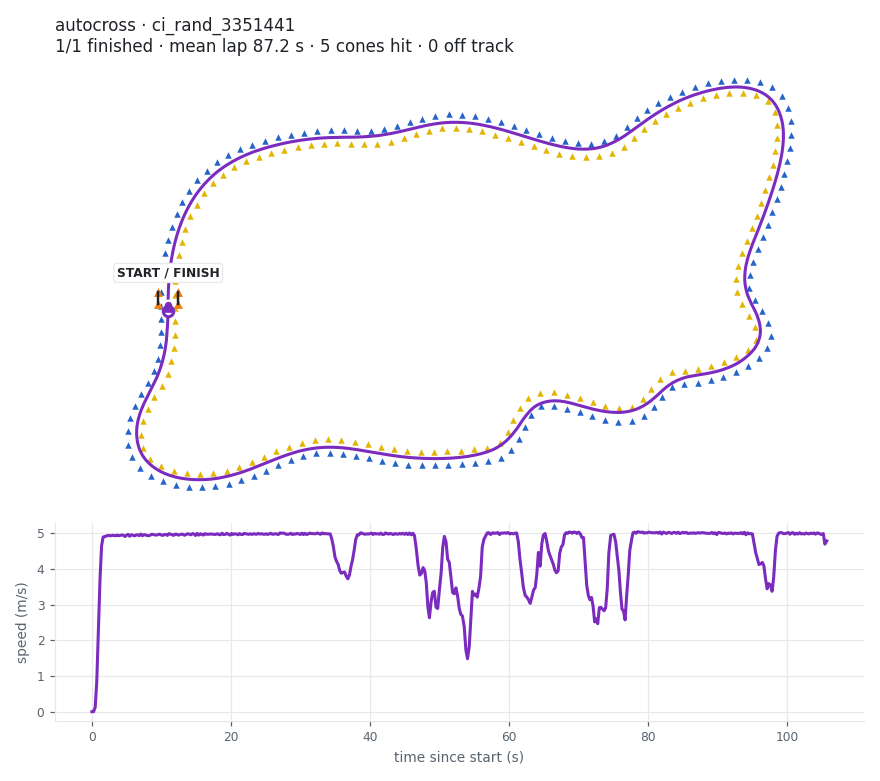 autocross · ci_rand_3351441
1/1 finished · mean lap 87.2 s · 5 cones hit · 0 off track
START / FINISH
5
4
3
2
1
0
speed (m/s)
0 20 40 60 80 100
time since start (s)